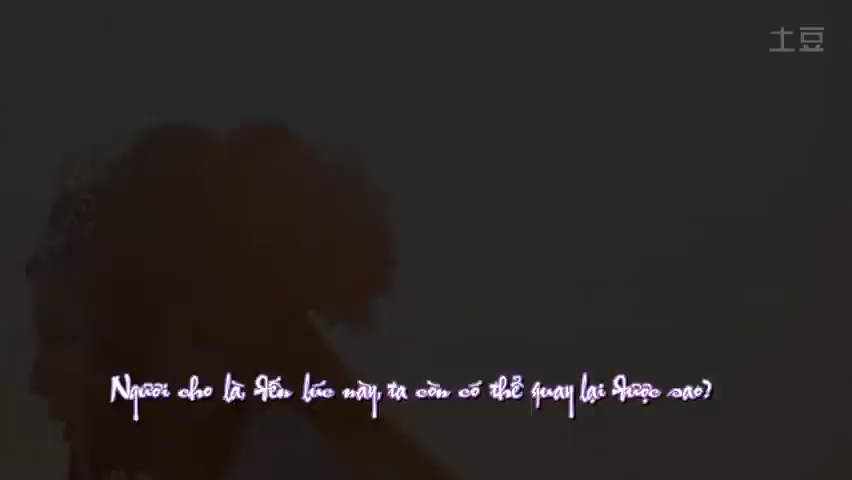 土豆
Ngươi cho là đến lúc này, ta còn có thể quay lại được sao?